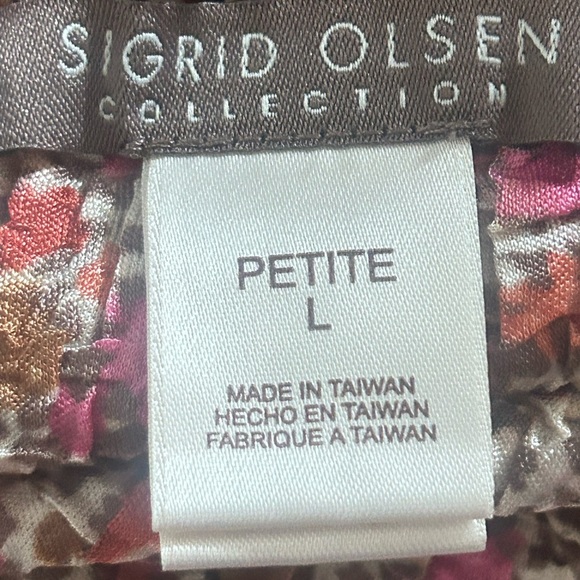 SIGRID OLSEN
COLLECTION
PETITE
L
MADE IN TAIWAN
HECHO EN TAIWAN
FABRIQUE A TAIWAN